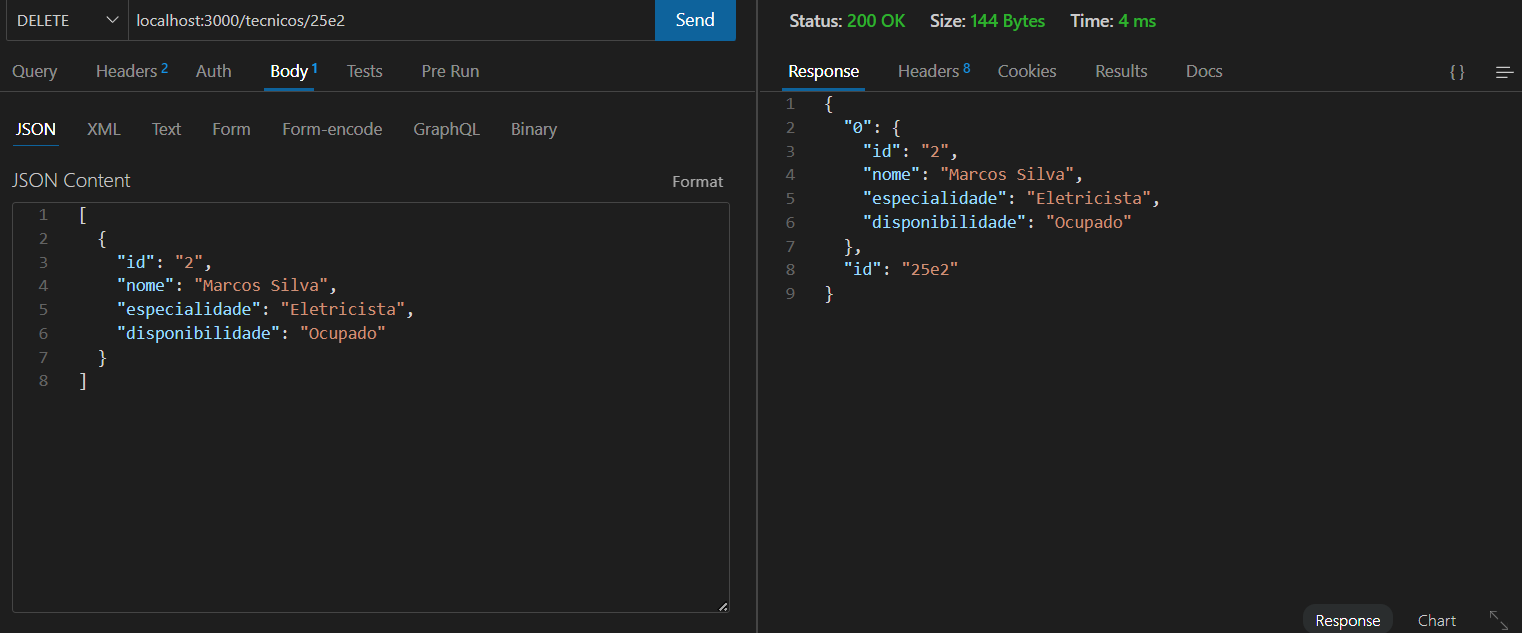 DELETE localhost:3000/tecnicos/25e2 Send
Query Headers 2 Auth Body 1 Tests Pre Run
JSON XML Text Form Form-encode GraphQL Binary
JSON Content Format
1 [
2 {
3 "id": "2",
4 "nome": "Marcos Silva",
5 "especialidade": "Eletricista",
6 "disponibilidade": "Ocupado"
7 }
8 ]
Status: 200 OK Size: 144 Bytes Time: 4 ms
Response Headers 8 Cookies Results Docs { }
1 {
2 "0": {
3 "id": "2",
4 "nome": "Marcos Silva",
5 "especialidade": "Eletricista",
6 "disponibilidade": "Ocupado"
7 },
8 "id": "25e2"
9 }
Response Chart